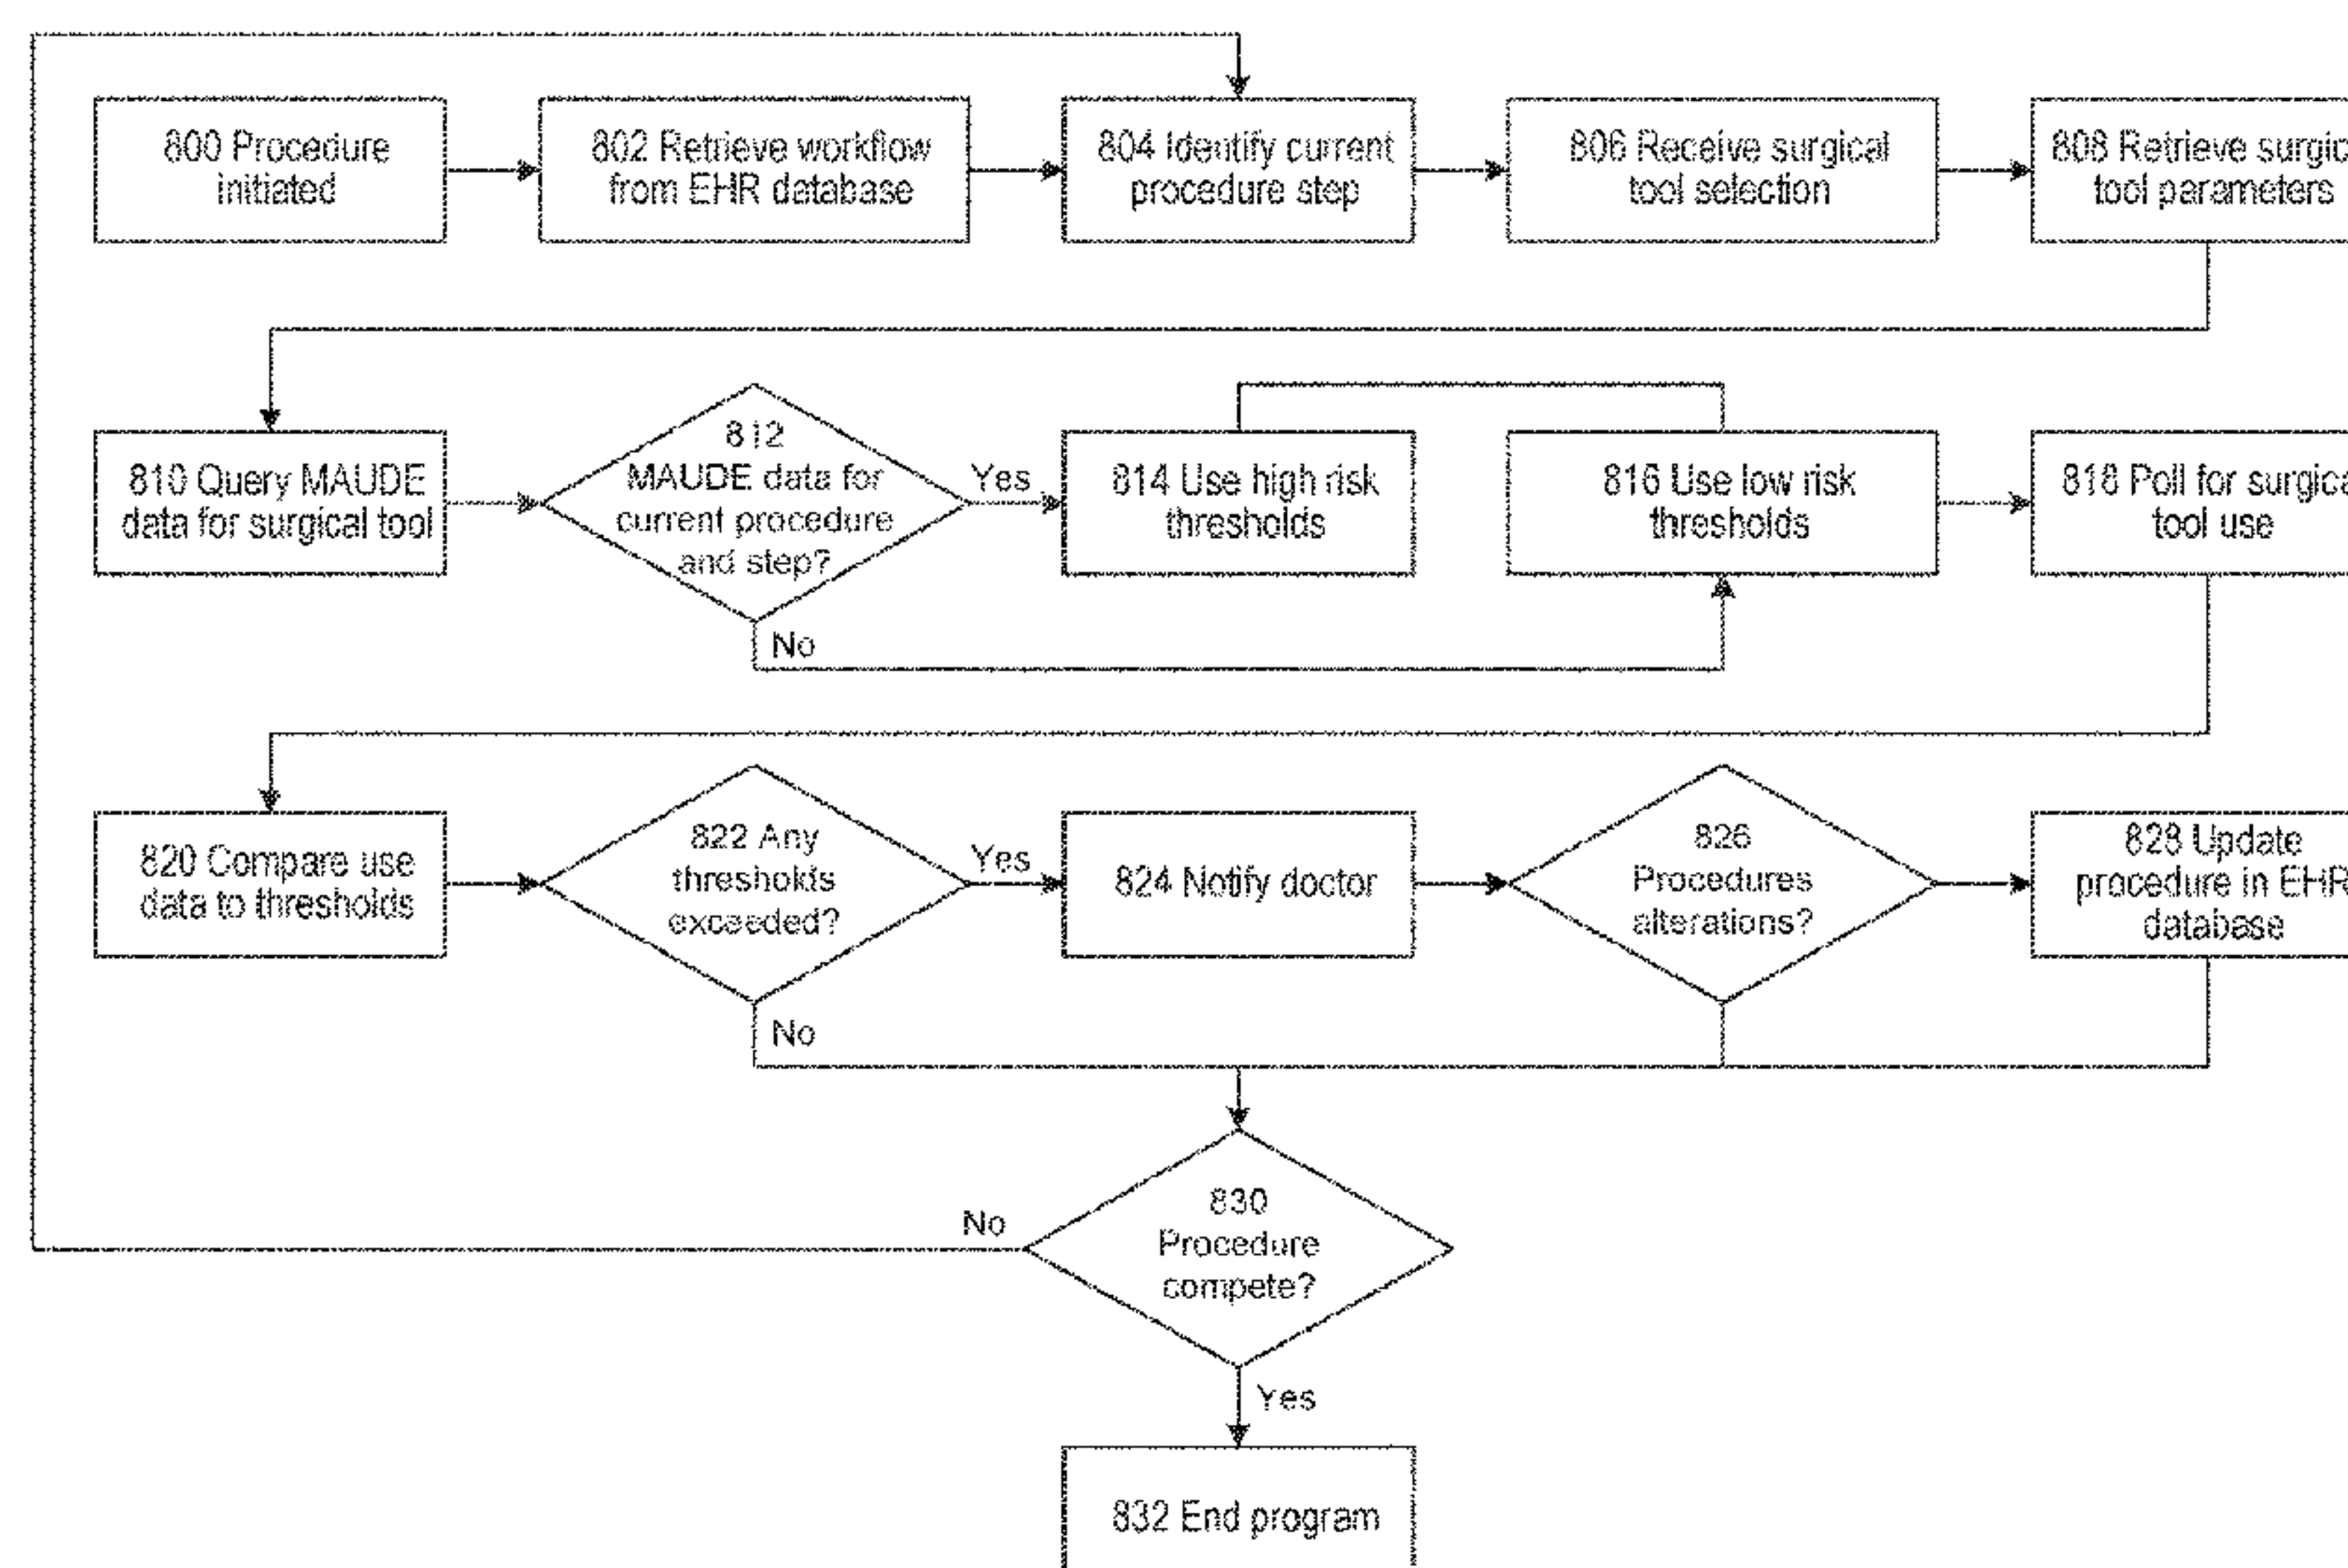 800 Procedure
initiated
802 Retrieve workflow
from EHR database
804 Identify current
procedure step
806 Receive surgical
tool selection
808 Retrieve surgic
tool parameters
810 Query MAUDE
data for surgical tool
812
MAUDE data for
current procedure
and step?
Yes
No
814 Use high risk
thresholds
816 Use low risk
thresholds
818 Poll for surgica
tool use
820 Compare use
data to thresholds
822 Any
thresholds
exceeded?
Yes
No
824 Notify doctor
826
Procedures
alterations?
828 Update
procedure in EHR
database
830
Procedure
compete?
No
Yes
832 End program